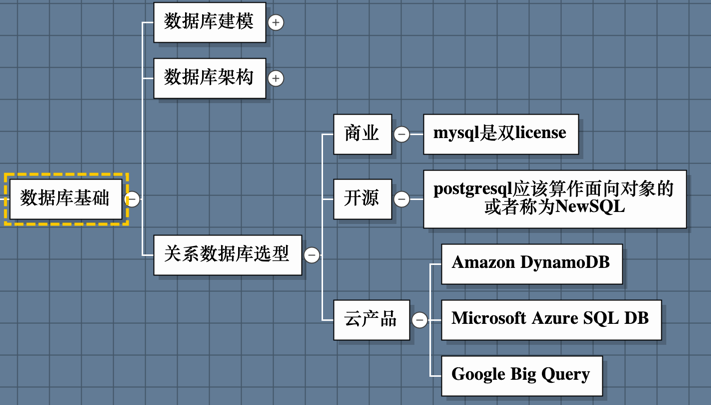 数据库建模
数据库架构
商业
mysql是双license
数据库基础
开源
postgresql应该算作面向对象的
或者称为NewSQL
关系数据库选型
Amazon DynamoDB
云产品
Microsoft Azure SQL DB
Google Big Query